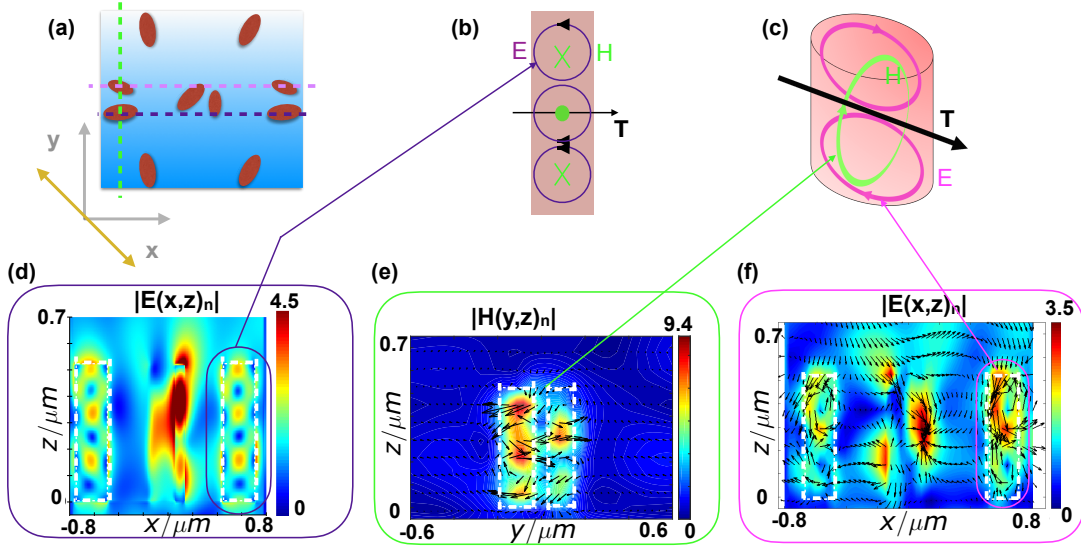 (a)
y
x
(b)
E
X
H
T
X
(c)
H
T
E
(d)
|E(x,z)ₙ|
4.5
0.7
z/μm
0
-0.8
x/μm
0.8
0
(e)
|H(y,z)ₙ|
9.4
0.7
z/μm
0
-0.6
y/μm
0.6
0
(f)
|E(x,z)ₙ|
3.5
0.7
z/μm
0
-0.8
x/μm
0.8
0